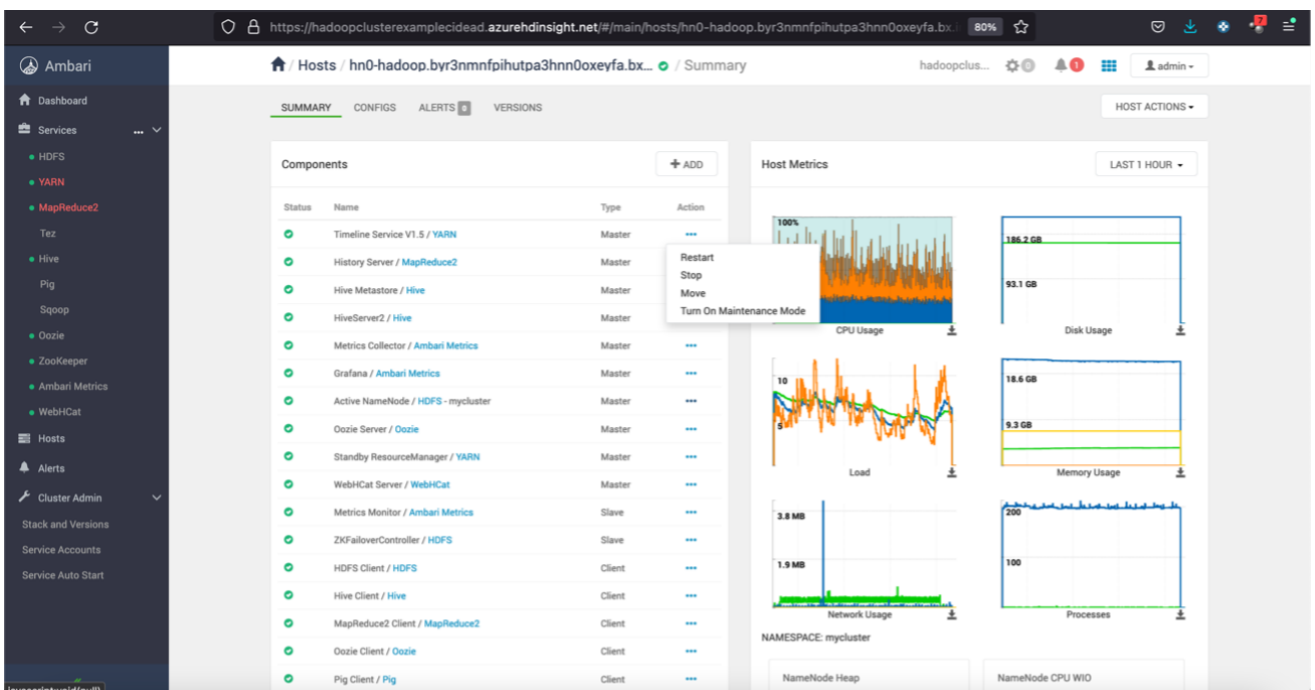 https://hadoopclusterexamplecidead.azurehdinsight.net/#/main/hosts/hn0-hadoop.byr3nmnfpihutpa3hnn0oxeyfa.bx. 80% 7
Ambari
Hosts / hn0-hadoop.byr3nmnfpihutpa3hnn0oxeyfa.bx... / Summary
hadoopclus... 0 1 admin
Dashboard
Services ...
HDFS
YARN
MapReduce2
Tez
Hive
Pig
Sqoop
Oozie
ZooKeeper
Ambari Metrics
WebHCat
Hosts
Alerts
Cluster Admin
Stack and Versions
Service Accounts
Service Auto Start
SUMMARY CONFIGS ALERTS 0 VERSIONS
HOST ACTIONS
Components
+ ADD
Status Name Type Action
Timeline Service V1.5 / YARN Master ...
History Server / MapReduce2 Master
Hive Metastore / Hive Master
HiveServer2 / Hive Master
Metrics Collector / Ambari Metrics Master ...
Grafana / Ambari Metrics Master ...
Active NameNode / HDFS - mycluster Master ...
Oozie Server / Oozie Master ...
Standby ResourceManager / YARN Master ...
WebHCat Server / WebHCat Master ...
Metrics Monitor / Ambari Metrics Slave ...
ZKFailoverController / HDFS Slave ...
HDFS Client / HDFS Client ...
Hive Client / Hive Client ...
MapReduce2 Client / MapReduce2 Client ...
Oozie Client / Oozie Client ...
Pig Client / Pig Client ...
Restart
Stop
Move
Turn On Maintenance Mode
Host Metrics
LAST 1 HOUR
100%
CPU Usage
186.2 GB
93.1 GB
Disk Usage
10
5
Load
18.6 GB
9.3 GB
Memory Usage
3.8 MB
1.9 MB
Network Usage
200
100
Processes
NAMESPACE: mycluster
NameNode Heap
NameNode CPU WIO